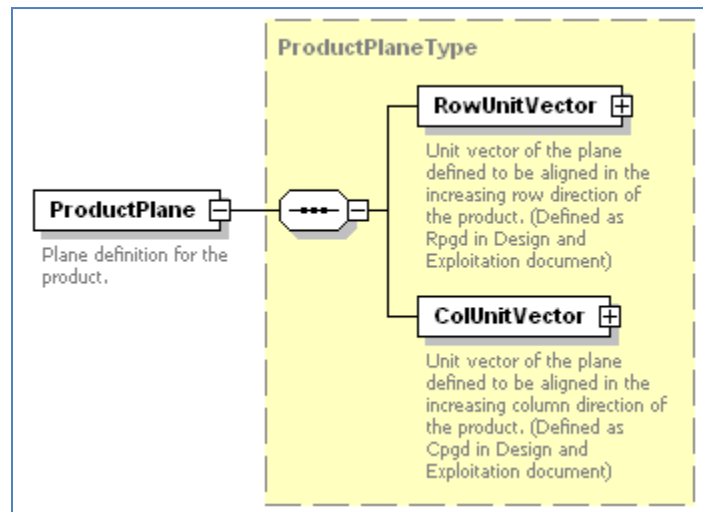 ProductPlaneType
RowUnitVector
Unit vector of the plane
defined to be aligned in the
increasing row direction of
the product. (Defined as
Rpgd in Design and
Exploitation document)
ProductPlane
Plane definition for the
product.
ColUnitVector
Unit vector of the plane
defined to be aligned in the
increasing column direction of
the product. (Defined as
Cpgd in Design and
Exploitation document)